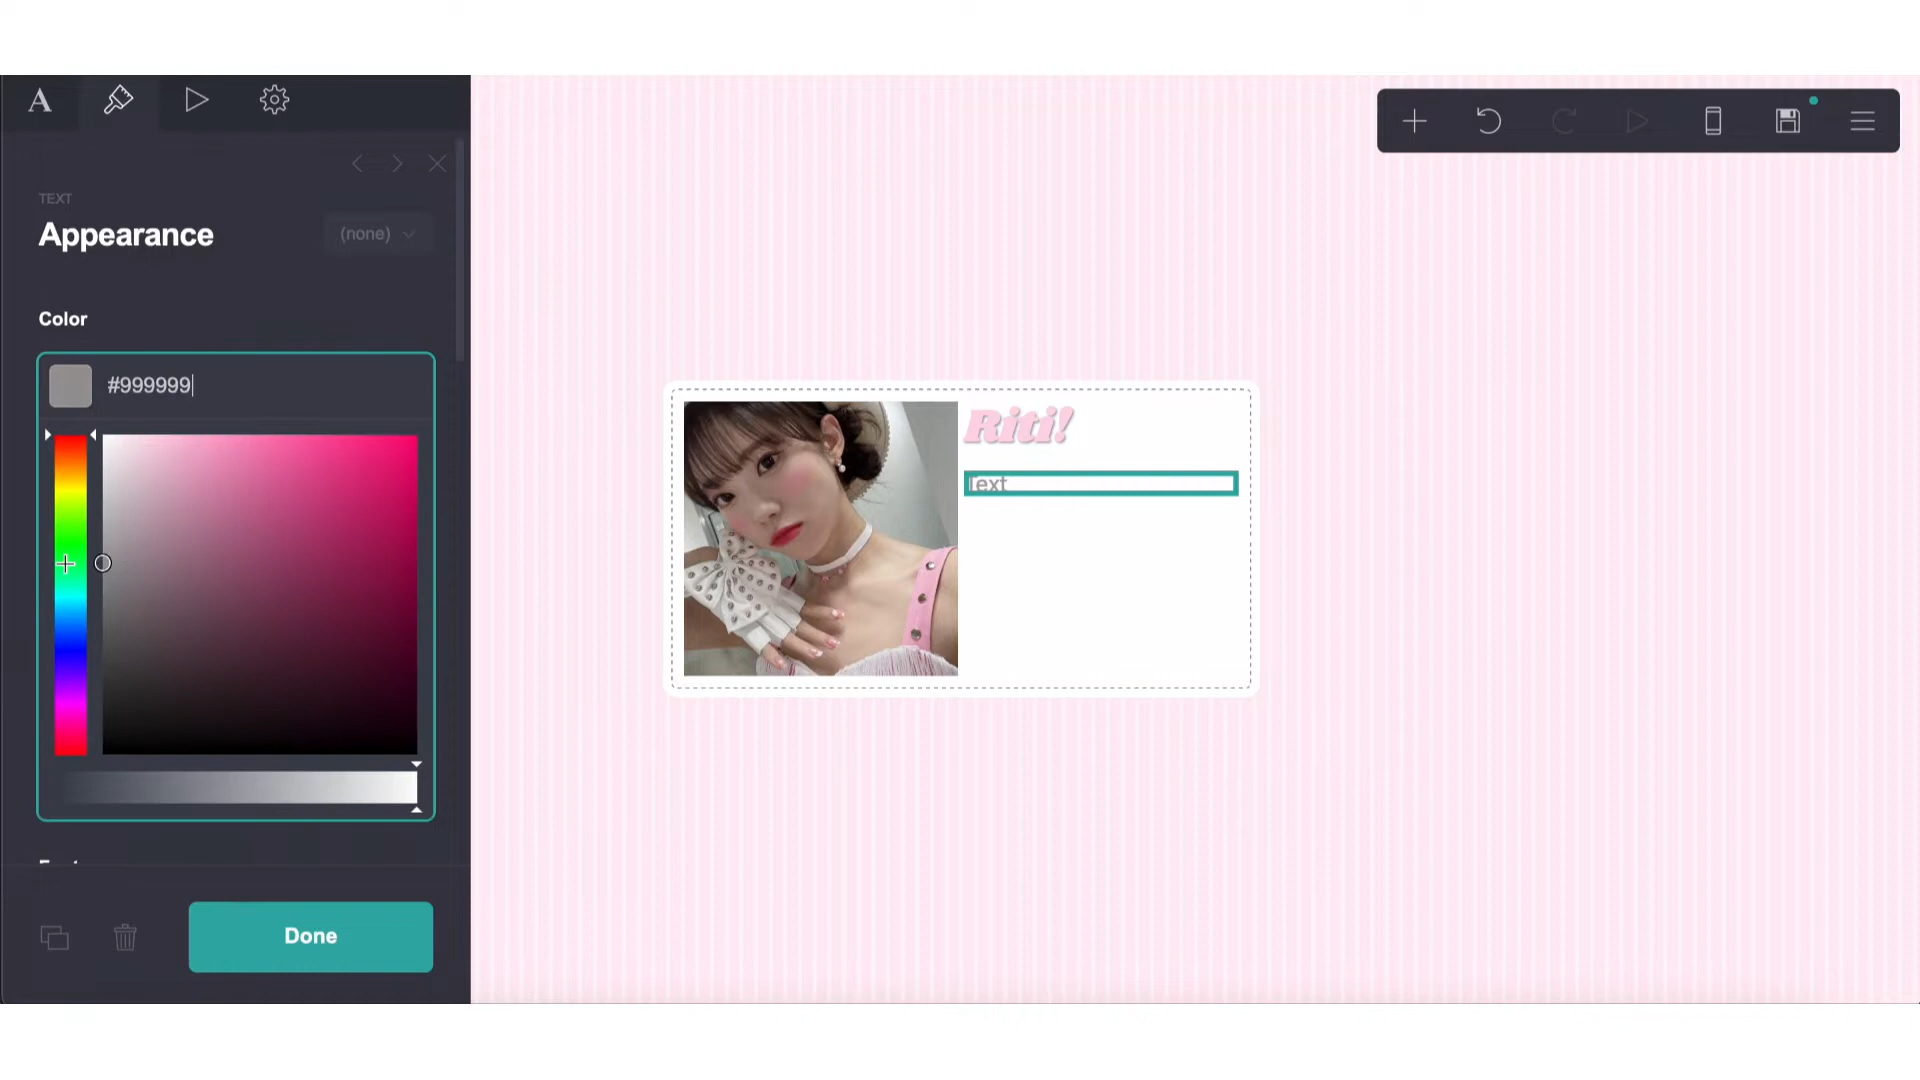 A
TEXT
Appearance
(none)
Color
#999999
Done
Riti!
Text